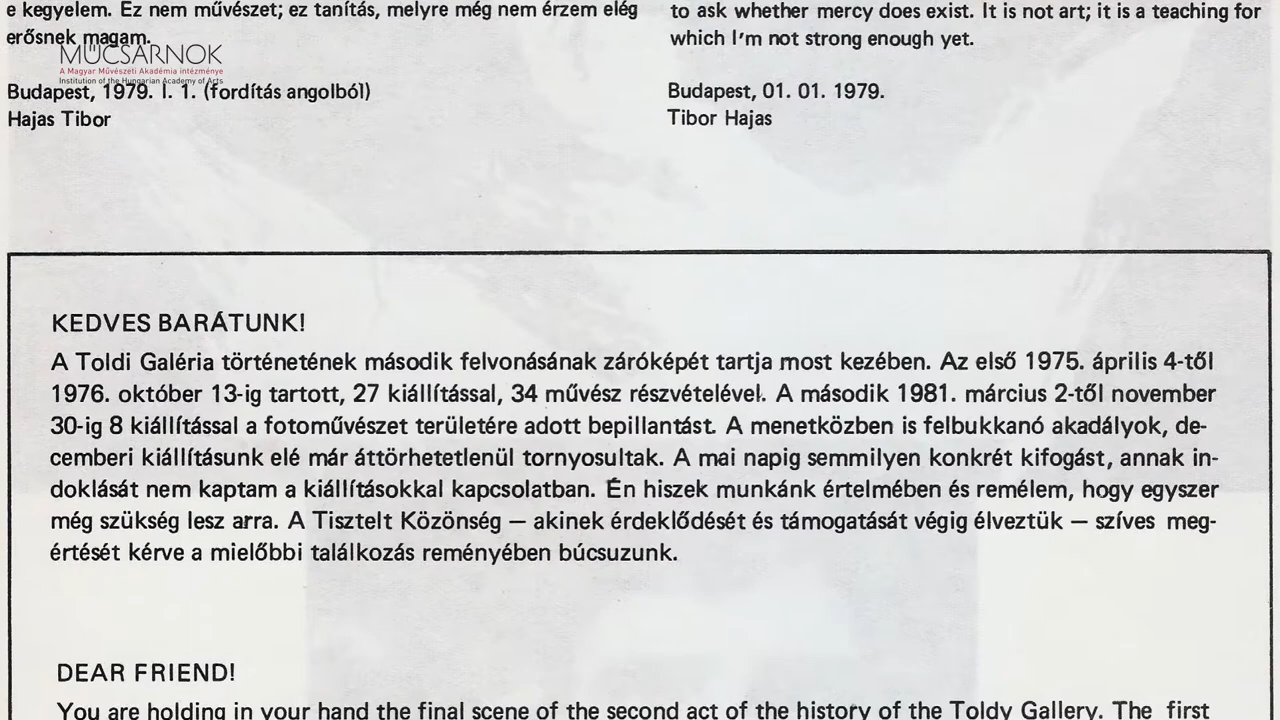 e kegyelem. Ez nem művészet; ez tanítás, melyre még nem érzem elég
erősnek magam.
MŰCSARNOK
A Magyar Művészeti Akadémia intézménye
Institution of the Hungarian Academy of Arts
Budapest, 1979. I. 1. (fordítás angolból)
Hajas Tibor
to ask whether mercy does exist. It is not art; it is a teaching for
which I'm not strong enough yet.
Budapest, 01. 01. 1979.
Tibor Hajas
KEDVES BARÁTUNK!
A Toldi Galéria történetének második felvonásának záróképét tartja most kezében. Az első 1975. április 4-től
1976. október 13-ig tartott, 27 kiállítással, 34 művész részvételével. A második 1981. március 2-től november
30-ig 8 kiállítással a fotoművészet területére adott bepillantást. A menetközben is felbukkanó akadályok, de-
cemberi kiállításunk elé már áttörhetetlenül tornyosultak. A mai napig semmilyen konkrét kifogást, annak in-
doklását nem kaptam a kiállításokkal kapcsolatban. Én hiszek munkánk értelmében és remélem, hogy egyszer
még szükség lesz arra. A Tisztelt Közönség — akinek érdeklődését és támogatását végig élveztük — szíves meg-
értését kérve a mielőbbi találkozás reményében búcsuzunk.
DEAR FRIEND!
You are holding in your hand the final scene of the second act of the history of the Toldy Gallery. The first